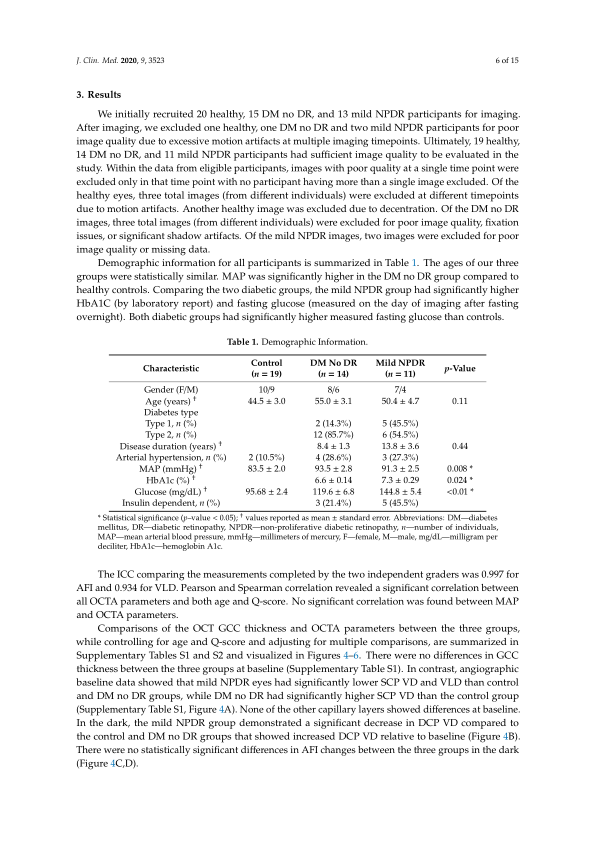 J. Clin. Med. 2020, 9, 3523 6 of 15
3. Results
We initially recruited 20 healthy, 15 DM no DR, and 13 mild NPDR participants for imaging.
After imaging, we excluded one healthy, one DM no DR and two mild NPDR participants for poor
image quality due to excessive motion artifacts at multiple imaging timepoints. Ultimately, 19 healthy,
14 DM no DR, and 11 mild NPDR participants had sufficient image quality to be evaluated in the
study. Within the data from eligible participants, images with poor quality at a single time point were
excluded only in that time point with no participant having more than a single image excluded. Of the
healthy eyes, three total images (from different individuals) were excluded at different timepoints
due to motion artifacts. Another healthy image was excluded due to decentration. Of the DM no DR
images, three total images (from different individuals) were excluded for poor image quality, fixation
issues, or significant shadow artifacts. Of the mild NPDR images, two images were excluded for poor
image quality or missing data.
Demographic information for all participants is summarized in Table 1. The ages of our three
groups were statistically similar. MAP was significantly higher in the DM no DR group compared to
healthy controls. Comparing the two diabetic groups, the mild NPDR group had significantly higher
HbA1C (by laboratory report) and fasting glucose (measured on the day of imaging after fasting
overnight). Both diabetic groups had significantly higher measured fasting glucose than controls.
Table 1. Demographic Information.
Characteristic Control (n = 19) DM No DR (n = 14) Mild NPDR (n = 11) p-Value
Gender (F/M) 10/9 8/6 7/4
Age (years) † 44.5 ± 3.0 55.0 ± 3.1 50.4 ± 4.7 0.11
Diabetes type
Type 1, n (%) 2 (14.3%) 5 (45.5%)
Type 2, n (%) 12 (85.7%) 6 (54.5%)
Disease duration (years) † 8.4 ± 1.3 13.8 ± 3.6 0.44
Arterial hypertension, n (%) 2 (10.5%) 4 (28.6%) 3 (27.3%)
MAP (mmHg) † 83.5 ± 2.0 93.5 ± 2.8 91.3 ± 2.5 0.008 *
HbA1c (%) † 6.6 ± 0.14 7.3 ± 0.29 0.024 *
Glucose (mg/dL) † 95.68 ± 2.4 119.6 ± 6.8 144.8 ± 5.4 <0.01 *
Insulin dependent, n (%) 3 (21.4%) 5 (45.5%)
* Statistical significance (p–value < 0.05); † values reported as mean ± standard error. Abbreviations: DM—diabetes
mellitus, DR—diabetic retinopathy, NPDR—non-proliferative diabetic retinopathy, n—number of individuals,
MAP—mean arterial blood pressure, mmHg—millimeters of mercury, F—female, M—male, mg/dL—milligram per
deciliter, HbA1c—hemoglobin A1c.
The ICC comparing the measurements completed by the two independent graders was 0.997 for
AFI and 0.934 for VLD. Pearson and Spearman correlation revealed a significant correlation between
all OCTA parameters and both age and Q-score. No significant correlation was found between MAP
and OCTA parameters.
Comparisons of the OCT GCC thickness and OCTA parameters between the three groups,
while controlling for age and Q-score and adjusting for multiple comparisons, are summarized in
Supplementary Tables S1 and S2 and visualized in Figures 4–6. There were no differences in GCC
thickness between the three groups at baseline (Supplementary Table S1). In contrast, angiographic
baseline data showed that mild NPDR eyes had significantly lower SCP VD and VLD than control
and DM no DR groups, while DM no DR had significantly higher SCP VD than the control group
(Supplementary Table S1, Figure 4A). None of the other capillary layers showed differences at baseline.
In the dark, the mild NPDR group demonstrated a significant decrease in DCP VD compared to
the control and DM no DR groups that showed increased DCP VD relative to baseline (Figure 4B).
There were no statistically significant differences in AFI changes between the three groups in the dark
(Figure 4C,D).